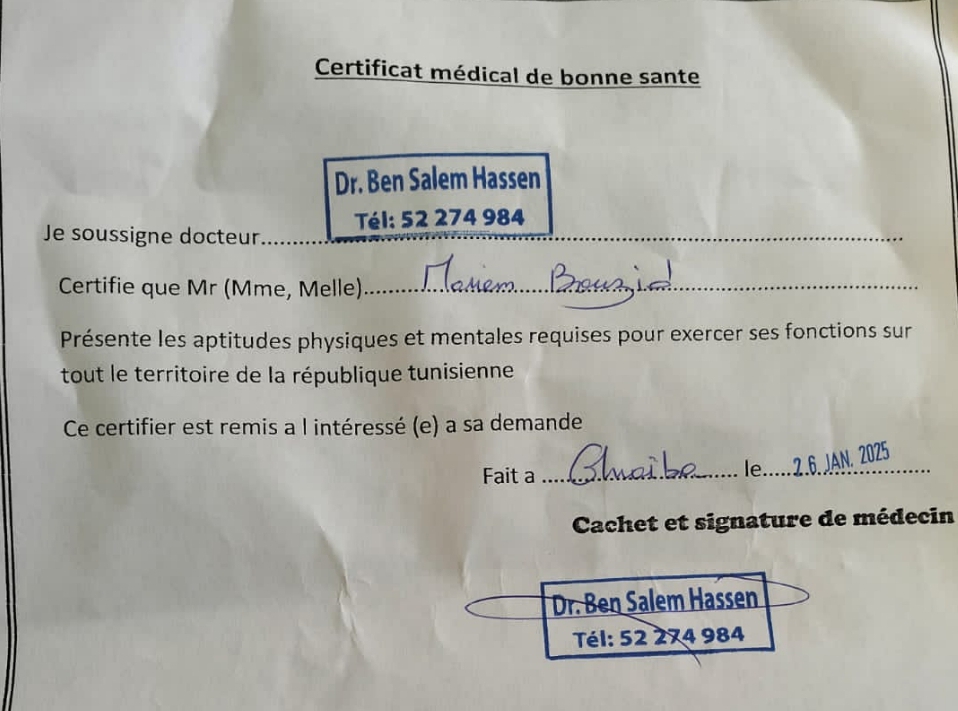 Certificat médical de bonne sante
Dr. Ben Salem Hassen
Tél: 52 274 984
Je soussigne docteur........................................................................
Certifie que Mr (Mme, Melle).........Mariem.....Bouzid..........................................
Présente les aptitudes physiques et mentales requises pour exercer ses fonctions sur
tout le territoire de la république tunisienne
Ce certifier est remis a l intéressé (e) a sa demande
Fait a ..... ..... le.....26 JAN. 2025..........
Cachet et signature de médecin
Dr. Ben Salem Hassen
Tél: 52 274 984